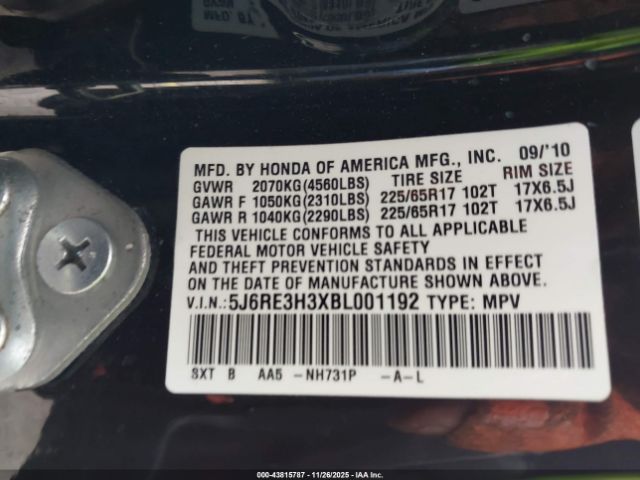 MFD. BY HONDA OF AMERICA MFG., INC. 09/'10
GVWR 2070KG(4560LBS) TIRE SIZE RIM SIZE
GAWR F 1050KG(2310LBS) 225/65R17 102T 17X6.5J
GAWR R 1040KG(2290LBS) 225/65R17 102T 17X6.5J
THIS VEHICLE CONFORMS TO ALL APPLICABLE
FEDERAL MOTOR VEHICLE SAFETY
AND THEFT PREVENTION STANDARDS IN EFFECT
ON THE DATE OF MANUFACTURE SHOWN ABOVE.
V.I.N.:5J6RE3H3XBL001192 TYPE: MPV
SXT B AA5 -NH731P -A-L
000-43815787 - 11/26/2025 - IAA Inc.